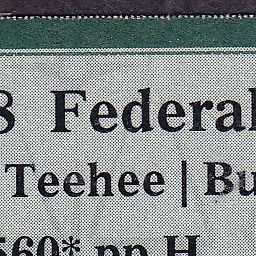 8 Federal
Teehee | Bu
560* pp H